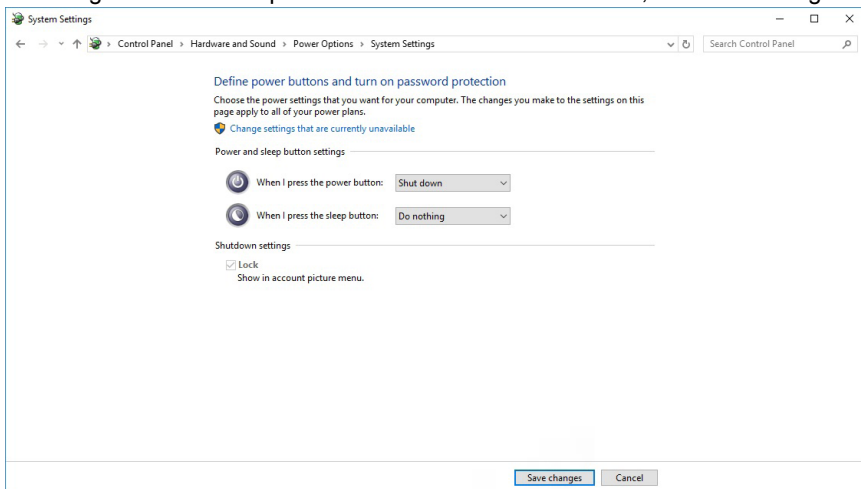 System Settings
Control Panel > Hardware and Sound > Power Options > System Settings
Search Control Panel
Define power buttons and turn on password protection
Choose the power settings that you want for your computer. The changes you make to the settings on this
page apply to all of your power plans.
Change settings that are currently unavailable
Power and sleep button settings
When I press the power button: Shut down
When I press the sleep button: Do nothing
Shutdown settings
Lock
Show in account picture menu.
Save changes Cancel